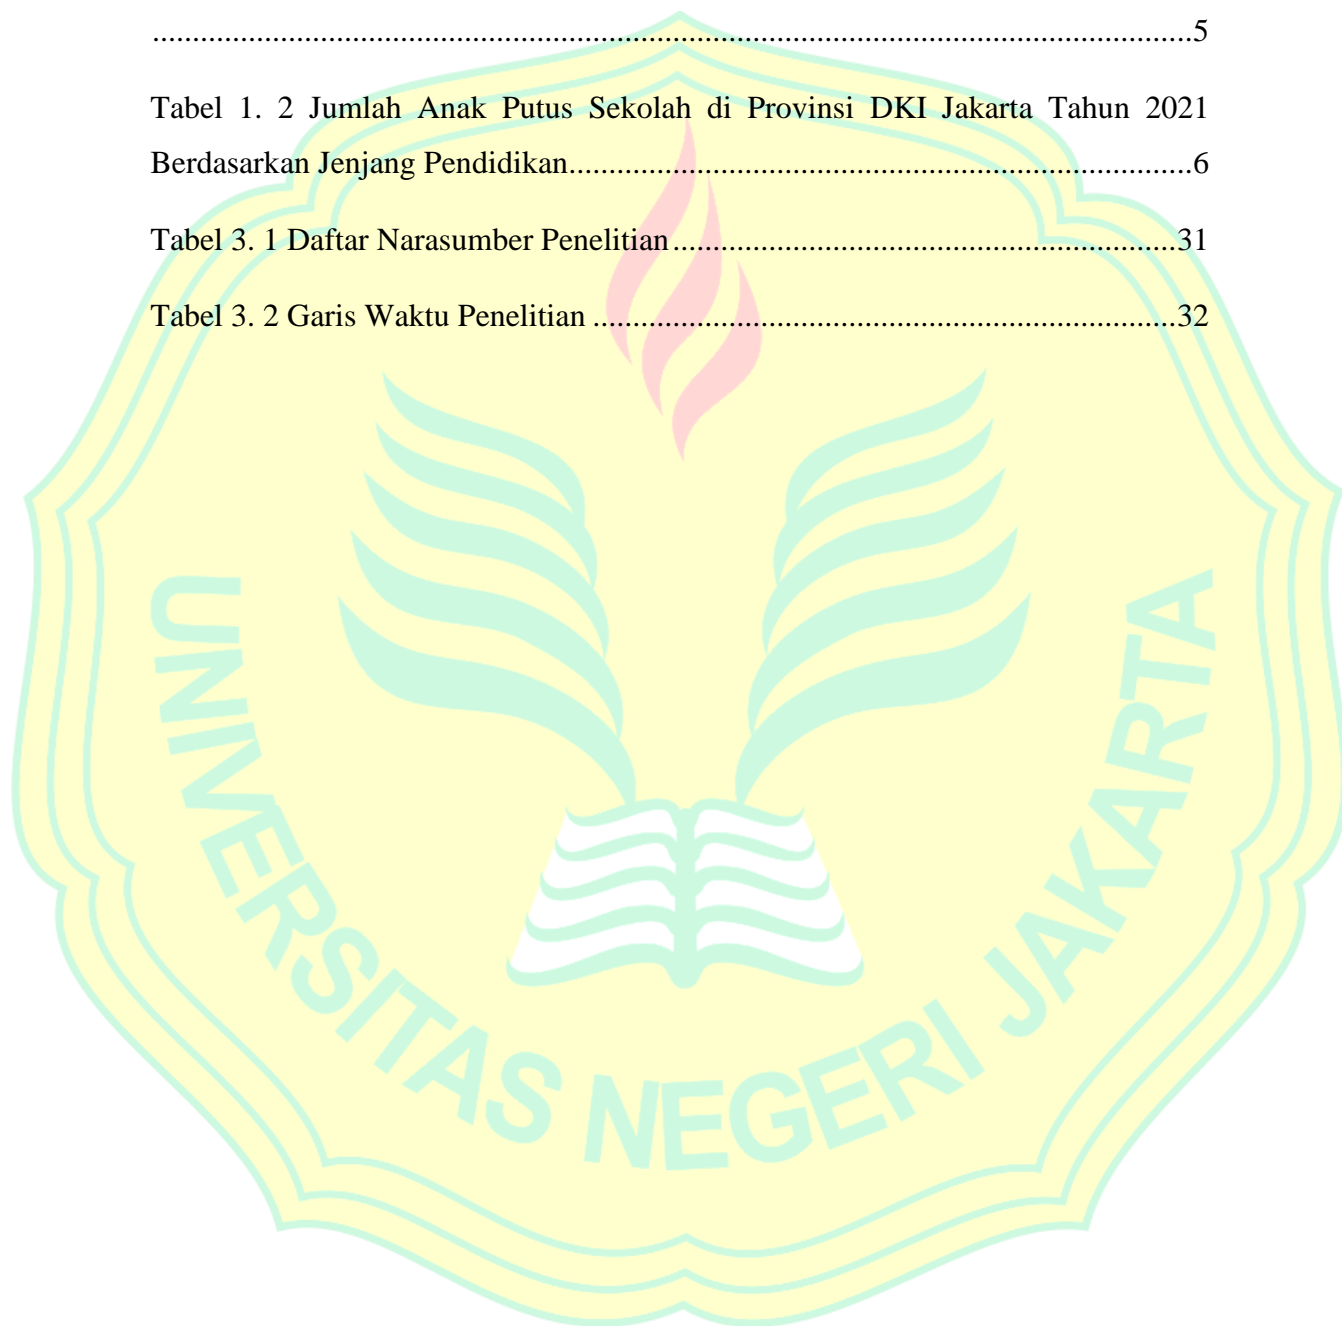 ..................................................................................................................................5
Tabel 1. 2 Jumlah Anak Putus Sekolah di Provinsi DKI Jakarta Tahun 2021
Berdasarkan Jenjang Pendidikan..............................................................................6
Tabel 3. 1 Daftar Narasumber Penelitian...............................................................31
Tabel 3. 2 Garis Waktu Penelitian .........................................................................32
UNIVERSITAS NEGERI JAKARTA